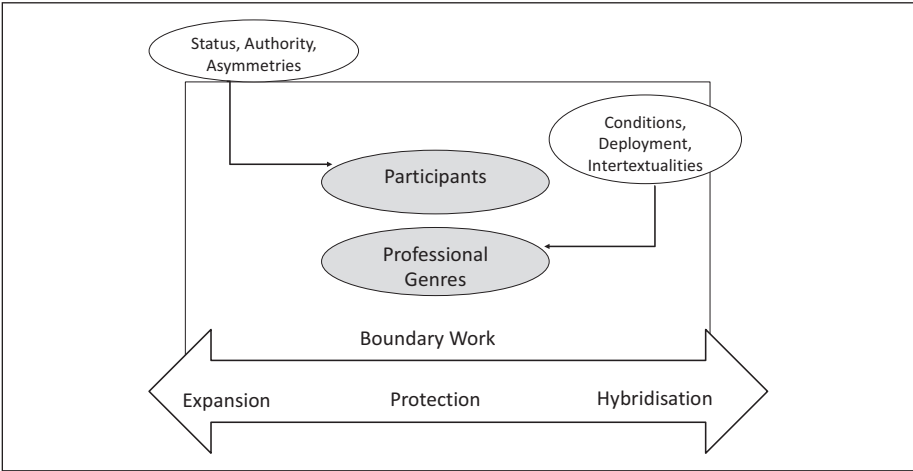 Status, Authority,
Asymmetries
Conditions,
Deployment,
Intertextualities
Participants
Professional
Genres
Boundary Work
Expansion
Protection
Hybridisation